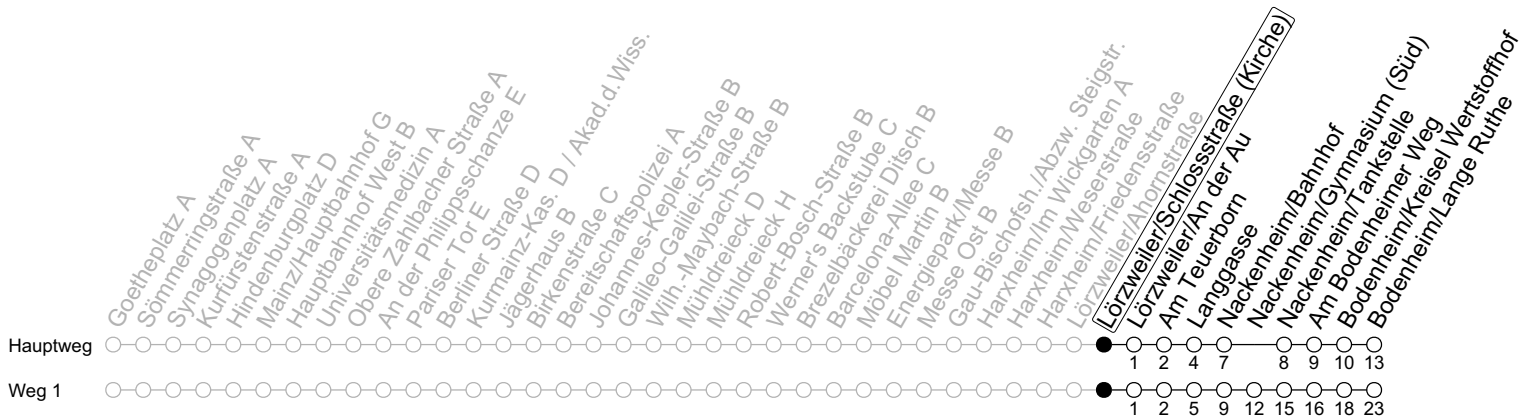 Goetheplatz A
Sömmerringstraße A
Synagogenplatz A
Kurfürstenstraße A
Hindenburgplatz D
Mainz/Hauptbahnhof G
Hauptbahnhof West B
Universitätsmedizin A
Obere Zahlbacher Straße A
An der Philippsschanze E
Pariser Tor E
Berliner Straße D
Kurmainz-Kas. D / Akad.d.Wiss.
Jägerhaus B
Birkenstraße C
Bereitschaftspolizei A
Johannes-Kepler-Straße B
Galileo-Galilei-Straße B
Wilh.-Maybach-Straße B
Mühldreieck D
Mühldreieck H
Robert-Bosch-Straße B
Werner's Backstube C
Brezelbäckerei Ditsch B
Barcelona-Allee C
Möbel Martin B
Energiepark/Messe B
Messe Ost B
Gau-Bischofsh./Abzw. Steigstr.
Harxheim/Im Wickgarten A
Harxheim/Weserstraße
Harxheim/Friedensstraße
Lörzweiler/Ahornstraße
Lörzweiler/Schlossstraße (Kirche)
Lörzweiler/An der Au
Am Teuerborn
Langgasse
Nackenheim/Bahnhof
Nackenheim/Gymnasium (Süd)
Nackenheim/Tankstelle
Am Bodenheimer Weg
Bodenheim/Kreisel Wertstoffhof
Bodenheim/Lange Ruthe
Hauptweg
1 2 4 7 8 9 10 13
Weg 1
1 2 5 9 12 15 16 18 23